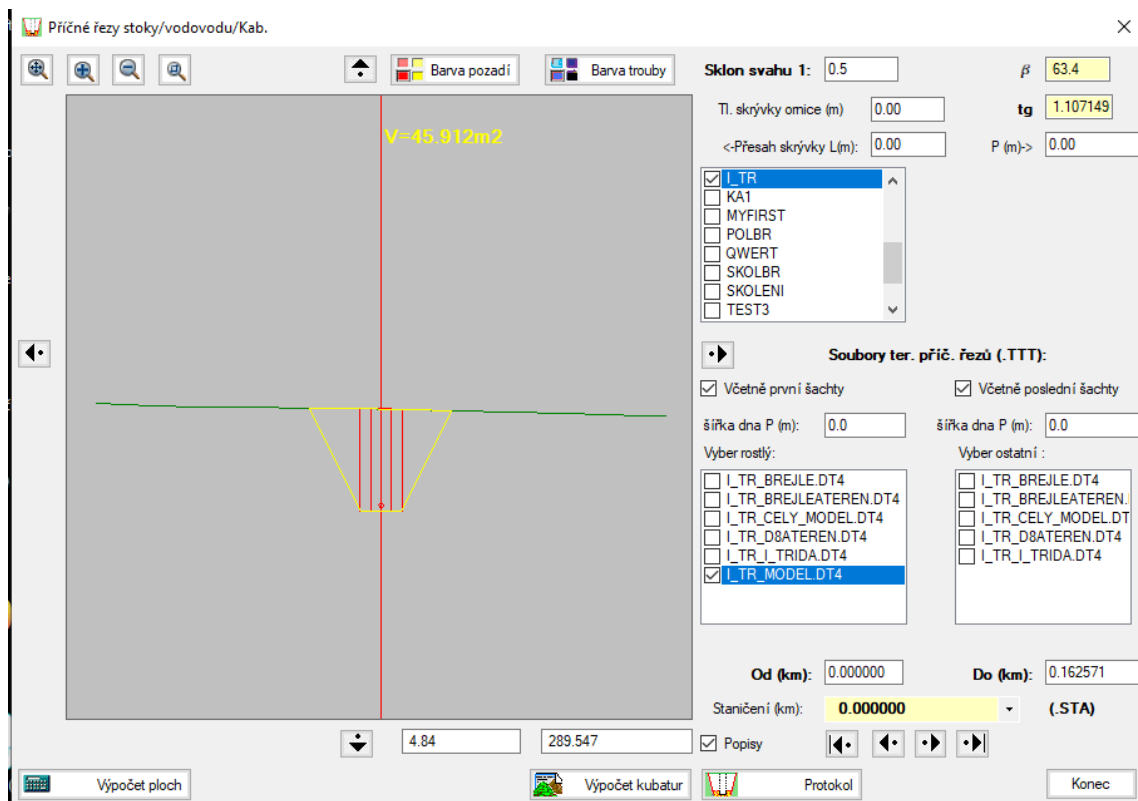 Příčné řezy stoky/vodovodu/Kab.
Barva pozadí
Barva trouby
Sklon svahu 1: 0.5
β 63.4
V=45.912m2
Tl. skrývky ornice (m) 0.00
tg 1.107149
<-Přesah skrývky L(m): 0.00
P (m)-> 0.00
I_TR
KA1
MYFIRST
POLBR
QWERT
SKOLBR
SKOLENI
TEST3
Soubory ter. příč. řezů (.TTT):
Včetně první šachty
Včetně poslední šachty
šířka dna P (m): 0.0
šířka dna P (m): 0.0
Vyber rostlý:
I_TR_BREJLE.DT4
I_TR_BREJLEATEREN.DT4
I_TR_CELY_MODEL.DT4
I_TR_D8ATEREN.DT4
I_TR_I_TRIDA.DT4
I_TR_MODEL.DT4
Vyber ostatní :
I_TR_BREJLE.DT4
I_TR_BREJLEATEREN.
I_TR_CELY_MODEL.DT
I_TR_D8ATEREN.DT4
I_TR_I_TRIDA.DT4
Od (km): 0.000000
Do (km): 0.162571
Staničení (km): 0.000000
(.STA)
4.84
289.547
Popisy
Výpočet ploch
Výpočet kubatur
Protokol
Konec